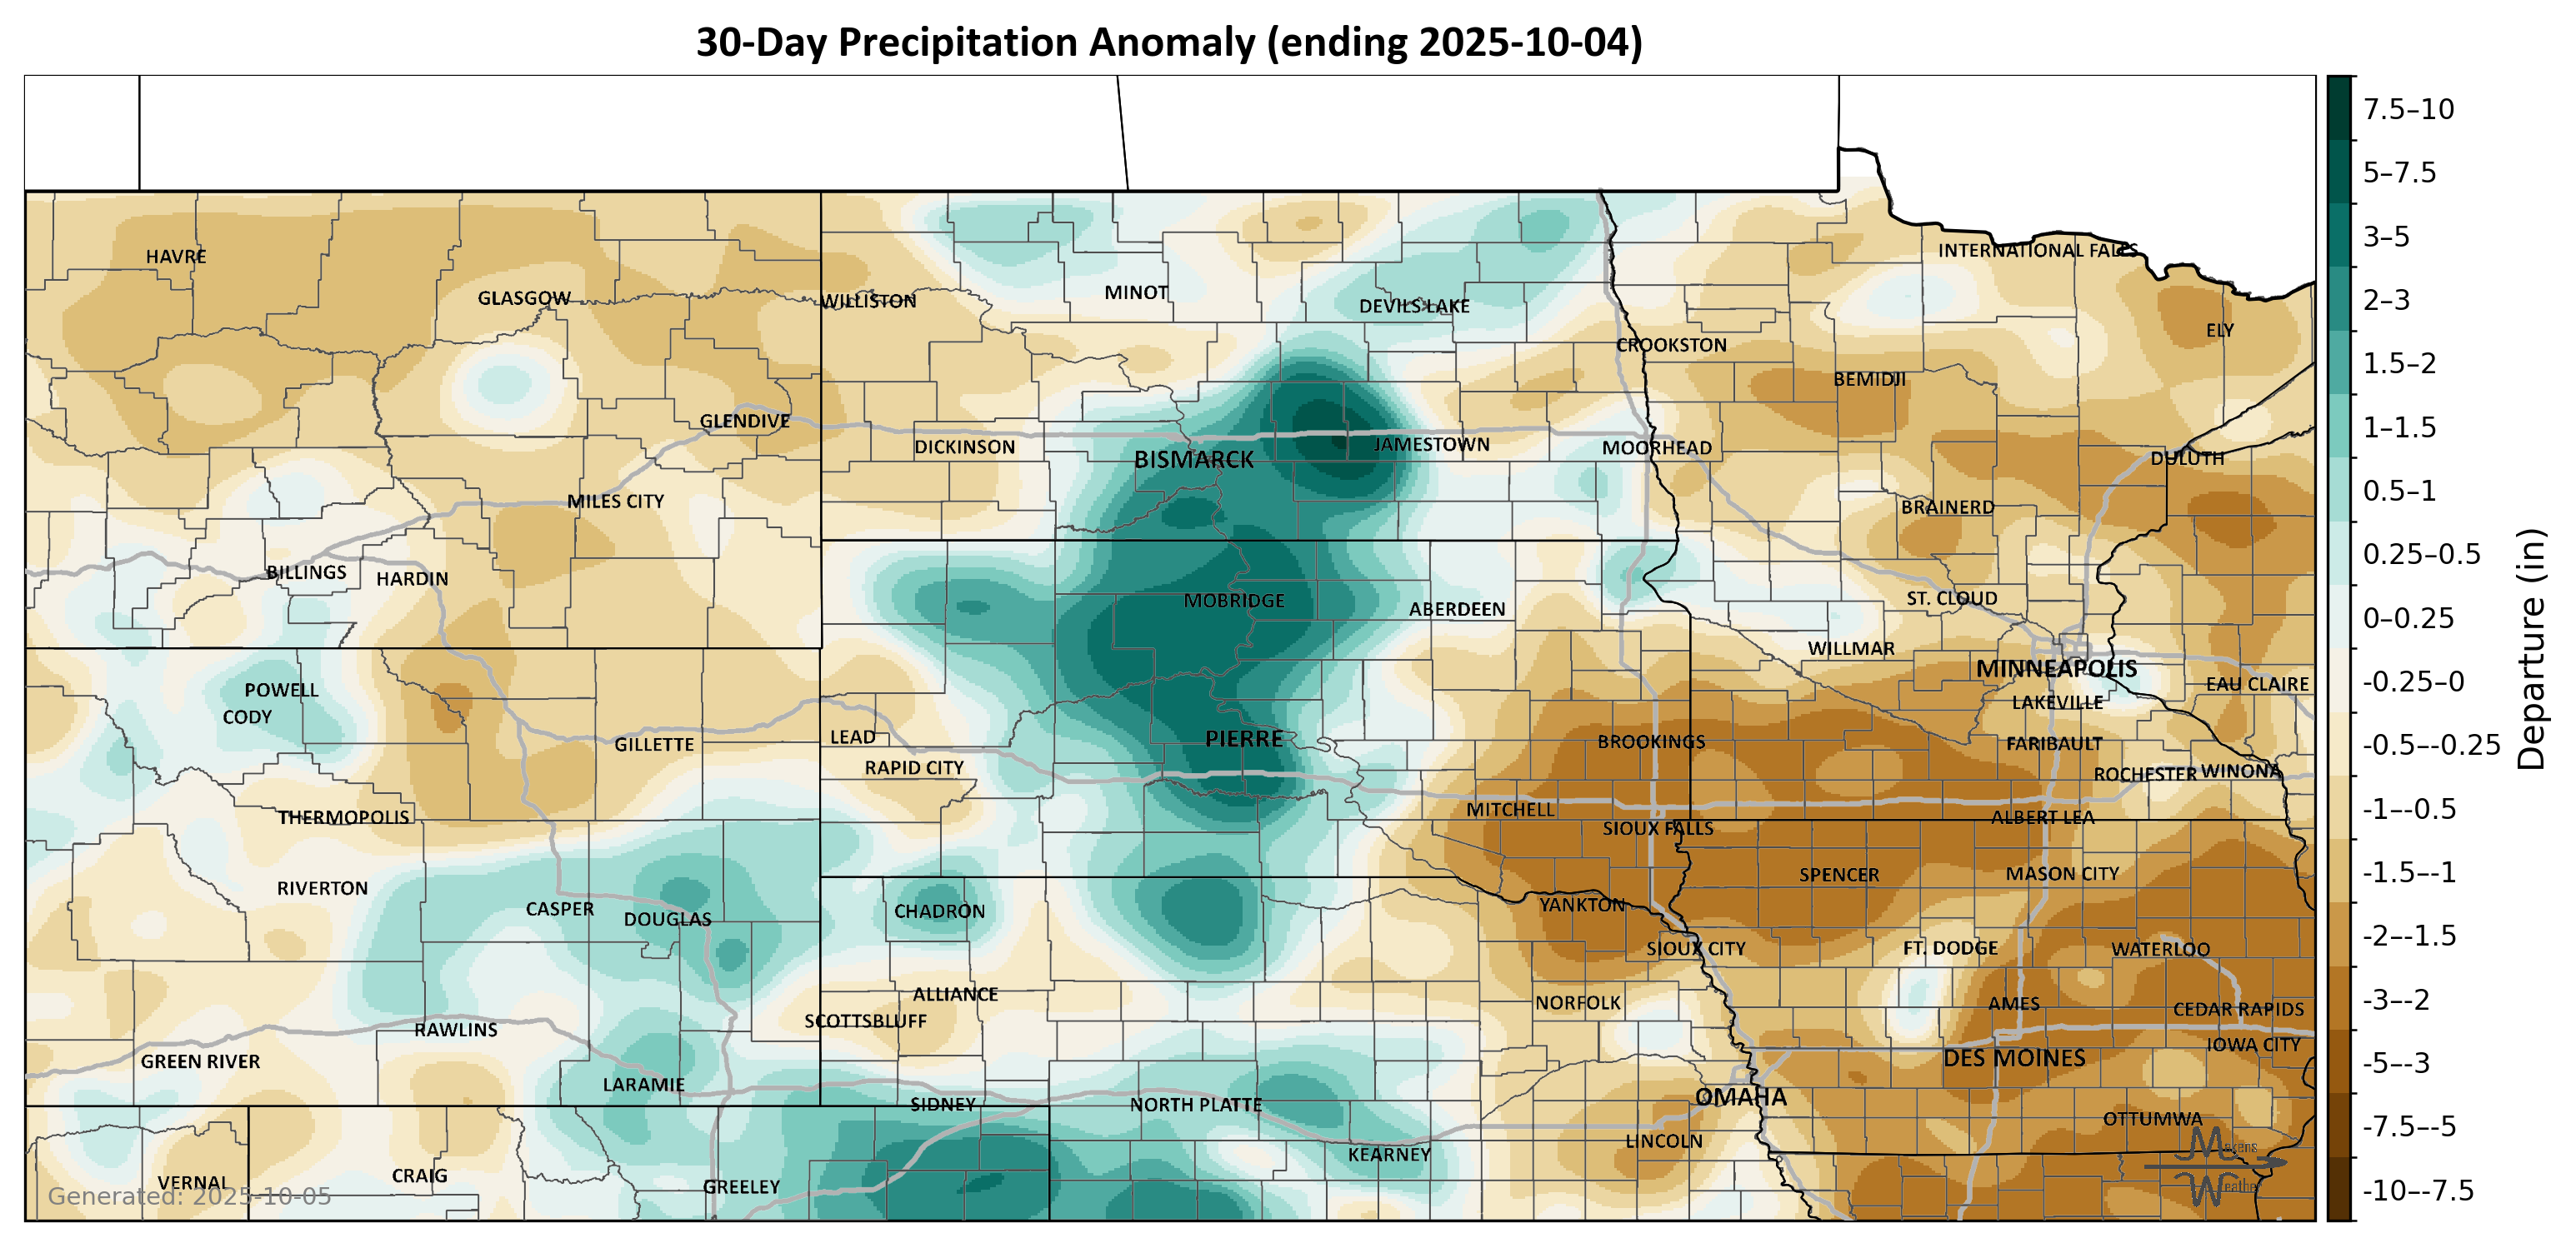 30-Day Precipitation Anomaly (ending 2025-10-04)
7.5–10
5–7.5
3–5
2–3
1.5–2
1–1.5
0.5–1
0.25–0.5
0–0.25
-0.25–0
-0.5–-0.25
-1–-0.5
-1.5–-1
-2–-1.5
-3–-2
-5–-3
-7.5–-5
-10–-7.5
Departure (in)
HAVRE
INTERNATIONAL FALLS
GLASGOW
WILLISTON
MINOT
DEVILS LAKE
ELY
CROOKSTON
BEMIDJI
GLENDIVE
DICKINSON
BISMARCK
JAMESTOWN
MOORHEAD
DULUTH
MILES CITY
BRAINERD
BILLINGS
HARDIN
MOBRIDGE
ABERDEEN
ST. CLOUD
WILLMAR
MINNEAPOLIS
EAU CLAIRE
POWELL
CODY
LAKEVILLE
GILLETTE
LEAD
PIERRE
BROOKINGS
FARIBAULT
RAPID CITY
ROCHESTER
WINONA
THERMOPOLIS
MITCHELL
SIOUX FALLS
ALBERT LEA
RIVERTON
SPENCER
MASON CITY
CASPER
DOUGLAS
CHADRON
YANKTON
SIOUX CITY
FT. DODGE
WATERLOO
ALLIANCE
NORFOLK
AMES
CEDAR RAPIDS
SCOTTSBLUFF
RAWLINS
IOWA CITY
GREEN RIVER
DES MOINES
LARAMIE
OMAHA
SIDNEY
NORTH PLATTE
OTTUMWA
LINCOLN
KEARNEY
VERNAL
CRAIG
GREELEY
Generated: 2025-10-05
Makens
Weather